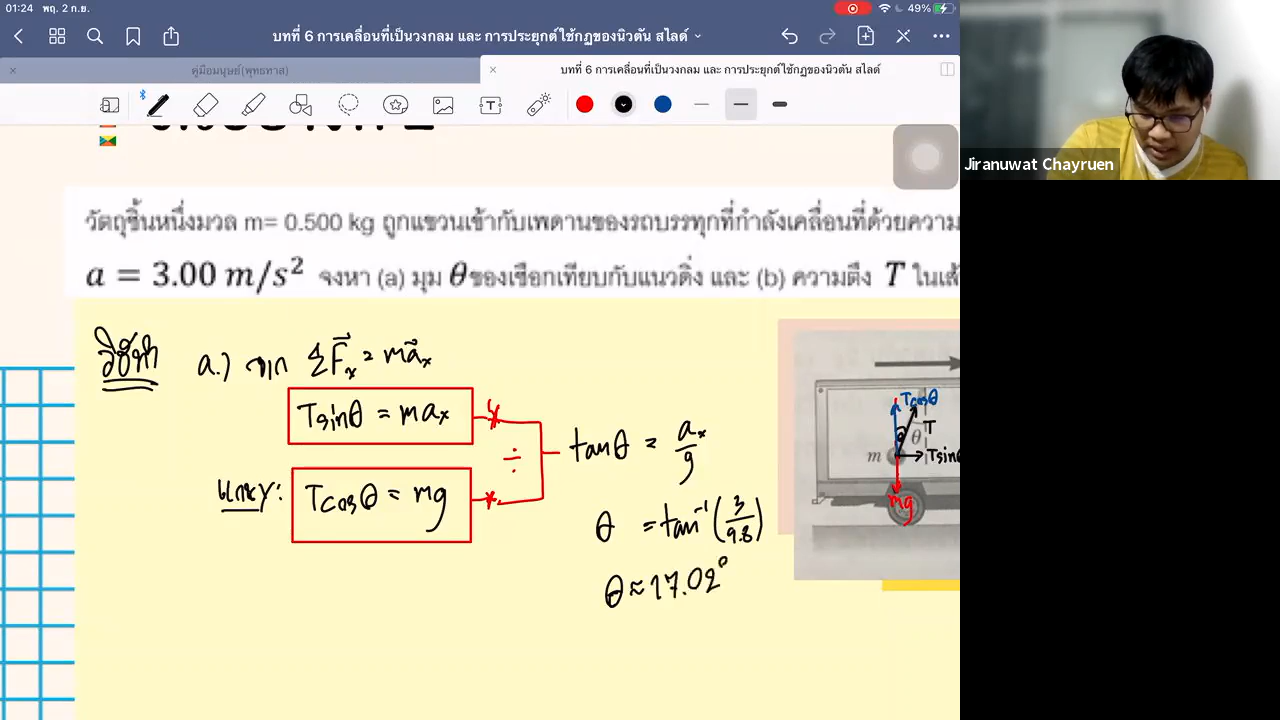 01:24 พฤ. 2 ก.ย.
49%
บทที่ 6 การเคลื่อนที่เป็นวงกลม และ การประยุกต์ใช้กฎของนิวตัน สไลด์
คู่มือมนุษย์(พุทธทาส)
บทที่ 6 การเคลื่อนที่เป็นวงกลม และ การประยุกต์ใช้กฎของนิวตัน สไลด์
Jiranuwat Chayruen
วัตถุชิ้นหนึ่งมวล m= 0.500 kg ถูกแขวนเข้ากับเพดานของรถบรรทุกที่กำลังเคลื่อนที่ด้วยความ
a = 3.00 m/s² จงหา (a) มุม θ ของเชือกเทียบกับแนวดิ่ง และ (b) ความตึง T ในเส้
วิธีทำ a.) จาก ΣF⃗ₓ = ma⃗ₓ
Tsinθ = maₓ
แกน y: Tcosθ = mg
÷
tanθ = aₓ/g
θ = tan⁻¹(3/9.8)
θ ≈ 17.02°
Tcosθ
T
θ
m
Tsinθ
mg